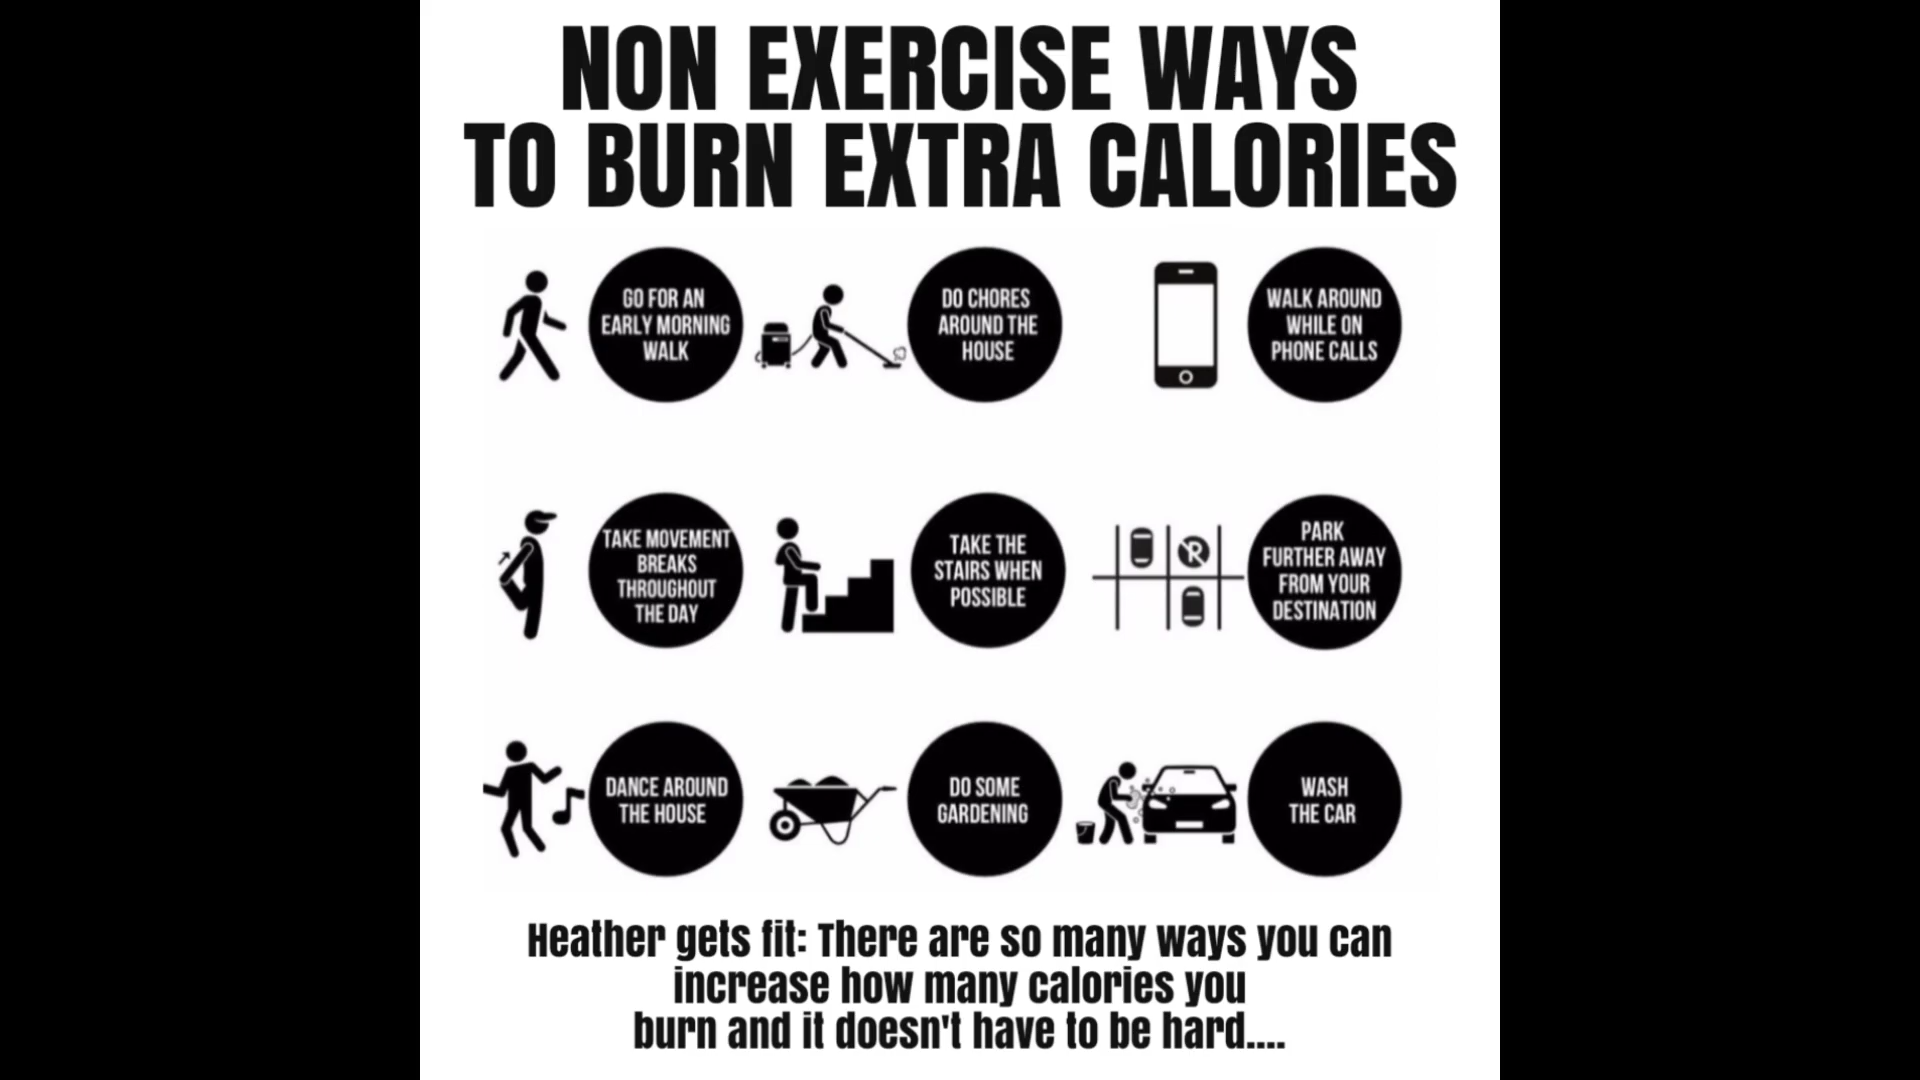 NON EXERCISE WAYS
TO BURN EXTRA CALORIES
GO FOR AN
EARLY MORNING
WALK
DO CHORES
AROUND THE
HOUSE
WALK AROUND
WHILE ON
PHONE CALLS
TAKE MOVEMENT
BREAKS
THROUGHOUT
THE DAY
TAKE THE
STAIRS WHEN
POSSIBLE
R
PARK
FURTHER AWAY
FROM YOUR
DESTINATION
DANCE AROUND
THE HOUSE
DO SOME
GARDENING
WASH
THE CAR
Heather gets fit: There are so many ways you can
increase how many calories you
burn and it doesn't have to be hard....